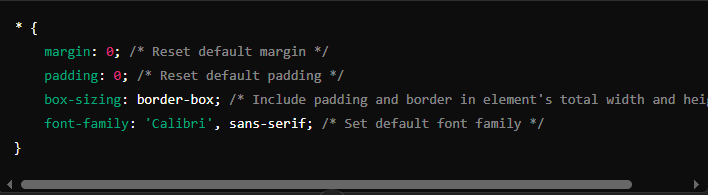 * {
margin: 0; /* Reset default margin */
padding: 0; /* Reset default padding */
box-sizing: border-box; /* Include padding and border in element's total width and
font-family: 'Calibri', sans-serif; /* Set default font family */
}